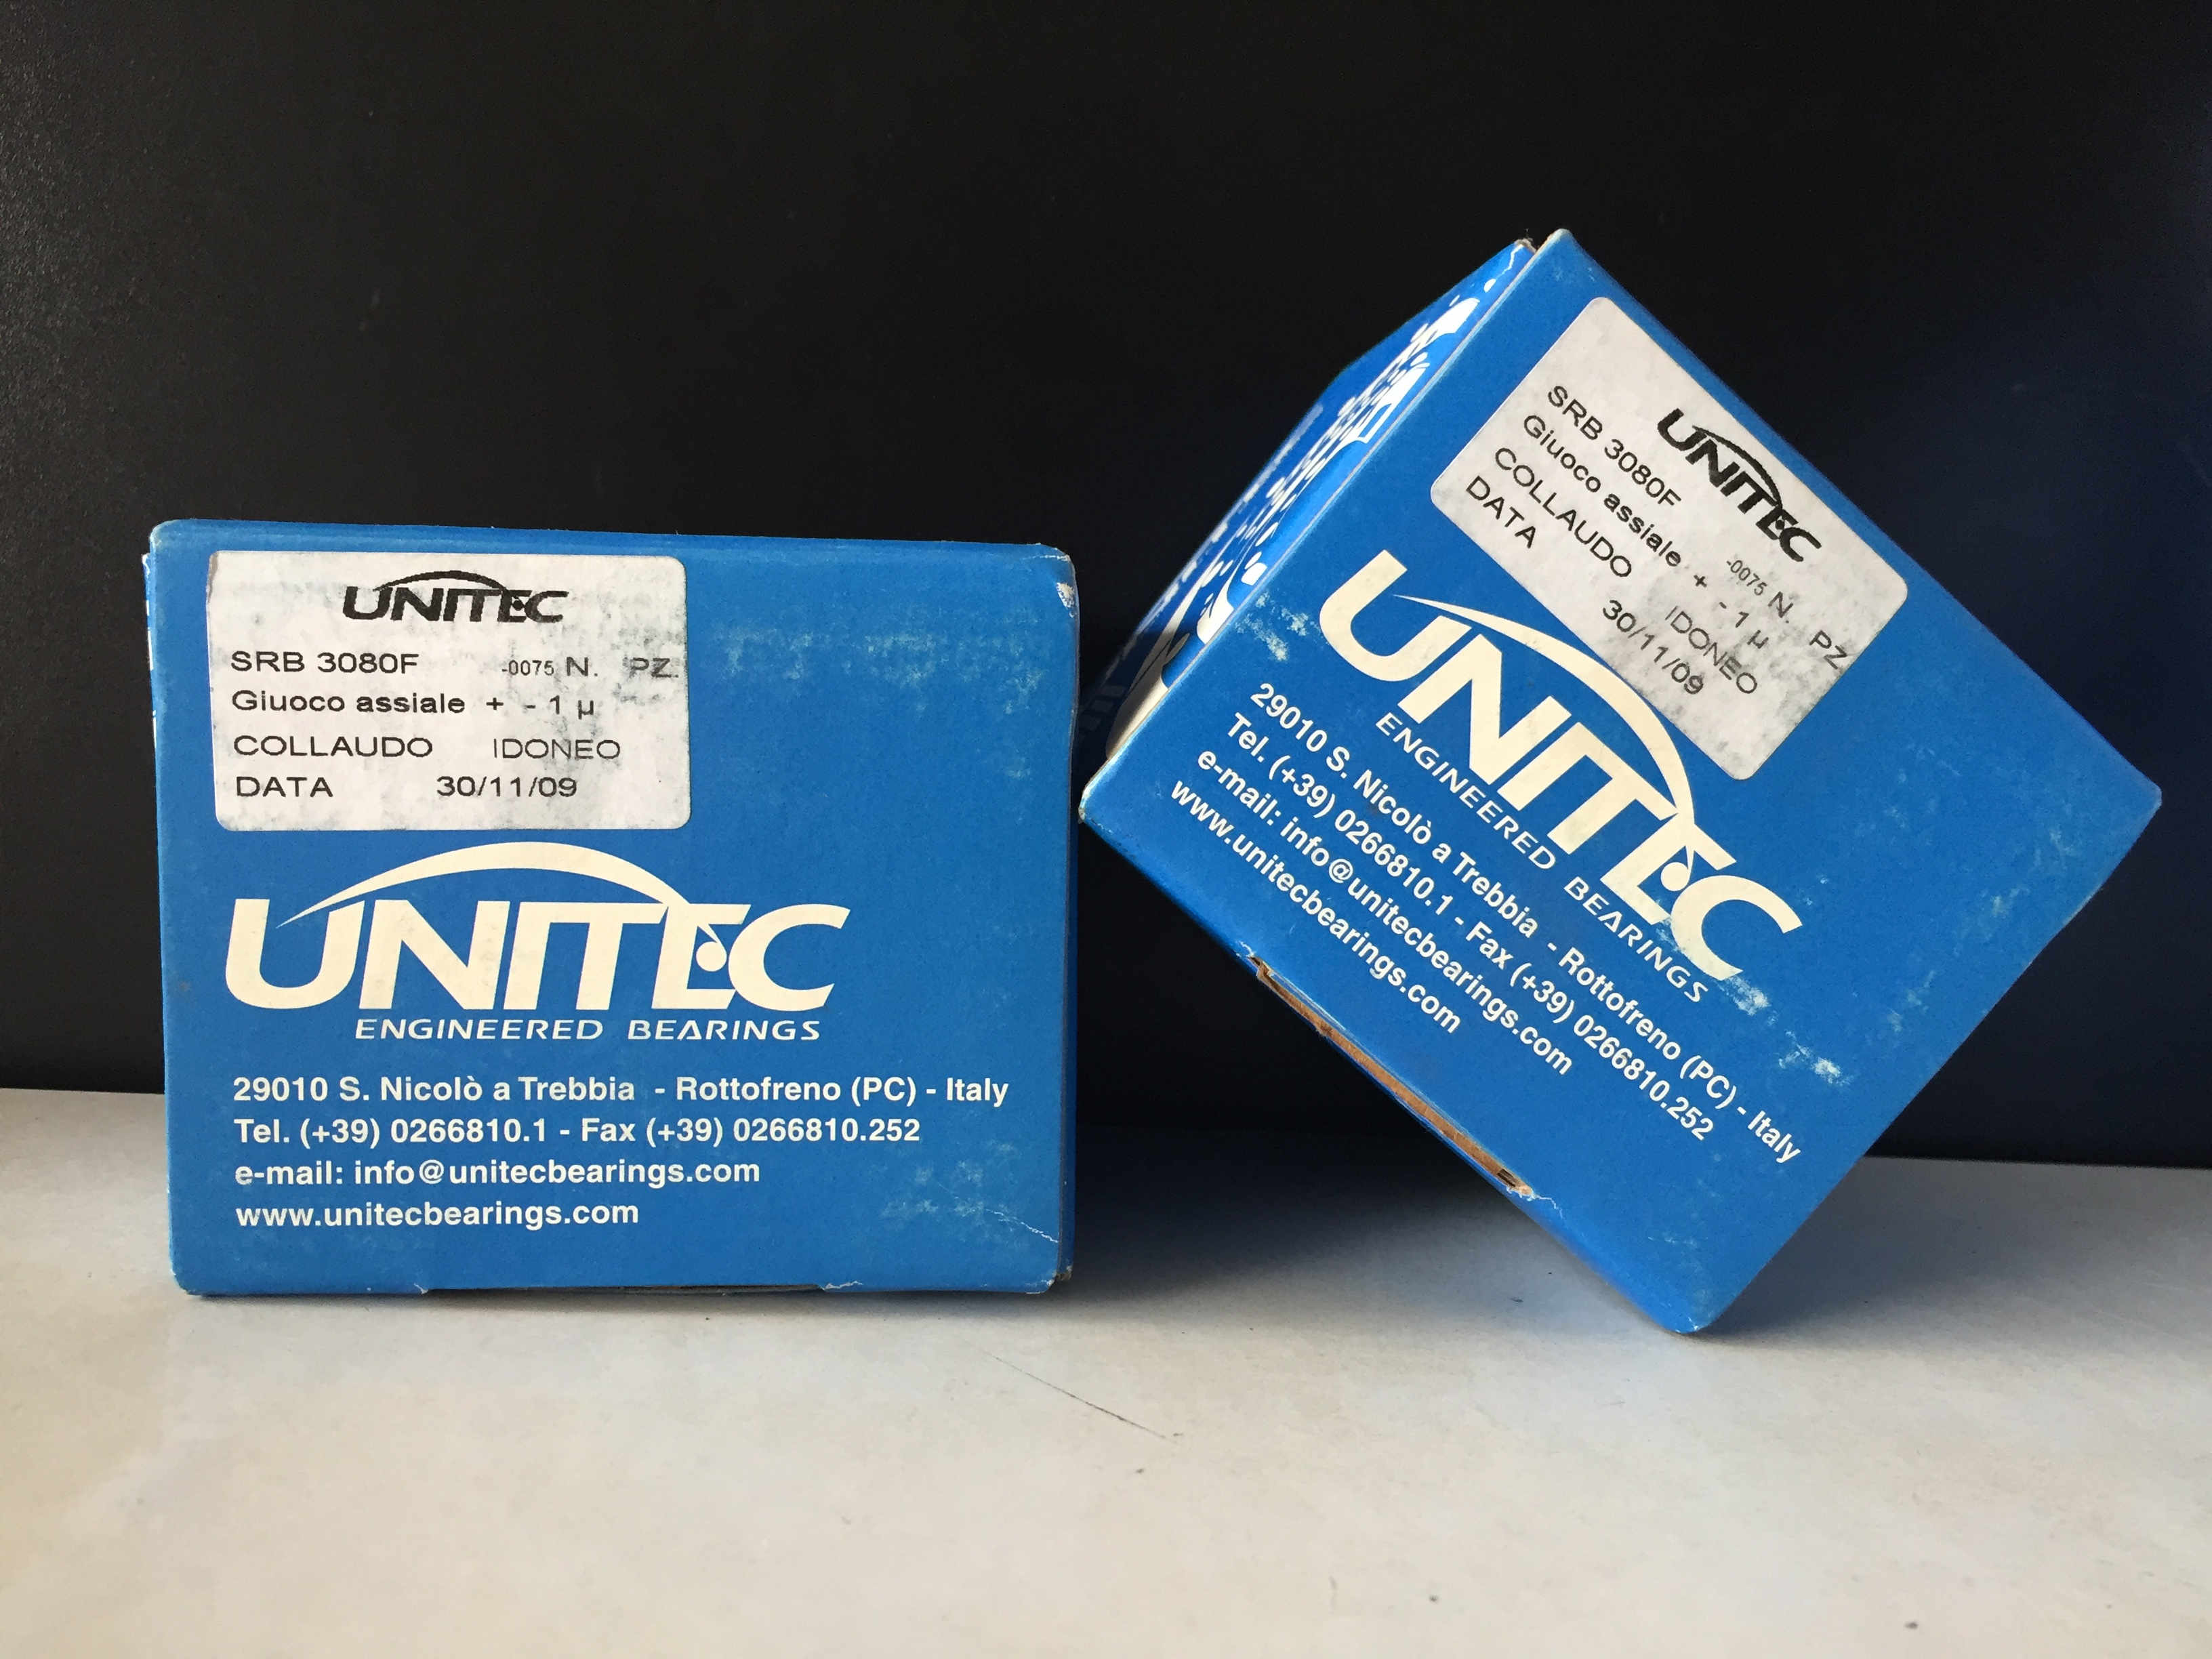 UNITEC
SRB 3080F -0075 N. PZ.
Giuoco assiale + - 1 µ
COLLAUDO IDONEO
DATA 30/11/09
UNITEC
ENGINEERED BEARINGS
29010 S. Nicolò a Trebbia - Rottofreno (PC) - Italy
Tel. (+39) 0266810.1 - Fax (+39) 0266810.252
e-mail: info@unitecbearings.com
www.unitecbearings.com
UNITEC
SRB 3080F -0075 N. PZ.
Giuoco assiale + - 1 µ
COLLAUDO IDONEO
DATA 30/11/09
UNITEC
ENGINEERED BEARINGS
29010 S. Nicolò a Trebbia - Rottofreno (PC) - Italy
Tel. (+39) 0266810.1 - Fax (+39) 0266810.252
e-mail: info@unitecbearings.com
www.unitecbearings.com